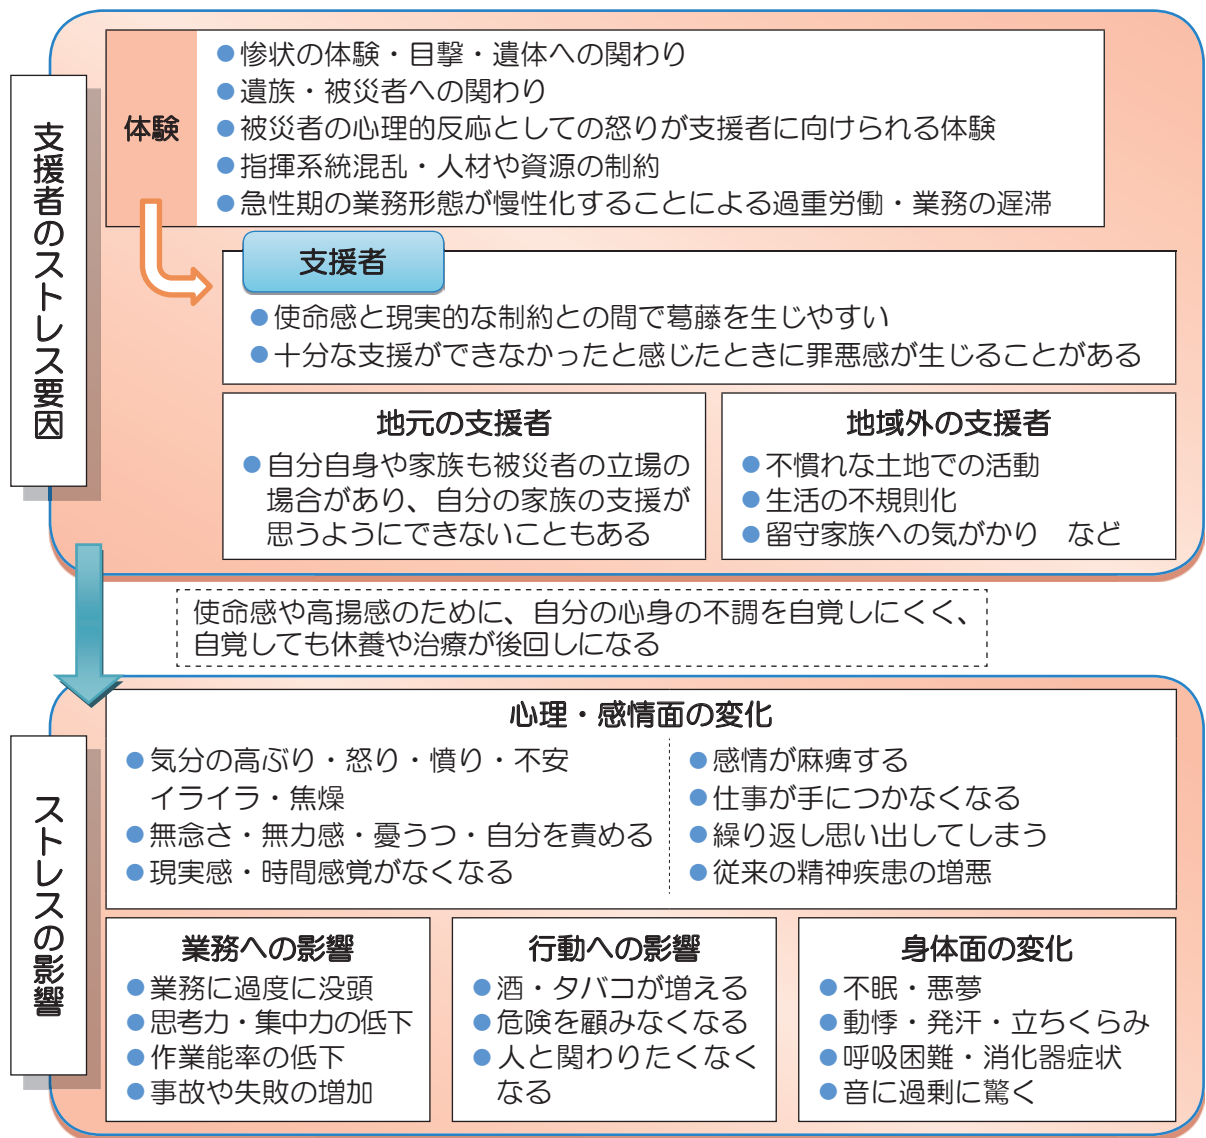 支援者のストレス要因
体験
●惨状の体験・目撃・遺体への関わり
●遺族・被災者への関わり
●被災者の心理的反応としての怒りが支援者に向けられる体験
●指揮系統混乱・人材や資源の制約
●急性期の業務形態が慢性化することによる過重労働・業務の遅滞
支援者
●使命感と現実的な制約との間で葛藤を生じやすい
●十分な支援ができなかったと感じたときに罪悪感が生じることがある
地元の支援者
●自分自身や家族も被災者の立場の
場合があり、自分の家族の支援が
思うようにできないこともある
地域外の支援者
●不慣れな土地での活動
●生活の不規則化
●留守家族への気がかり　など
使命感や高揚感のために、自分の心身の不調を自覚しにくく、
自覚しても休養や治療が後回しになる
ストレスの影響
心理・感情面の変化
●気分の高ぶり・怒り・憤り・不安
イライラ・焦燥
●無念さ・無力感・憂うつ・自分を責める
●現実感・時間感覚がなくなる
●感情が麻痺する
●仕事が手につかなくなる
●繰り返し思い出してしまう
●従来の精神疾患の増悪
業務への影響
●業務に過度に没頭
●思考力・集中力の低下
●作業能率の低下
●事故や失敗の増加
行動への影響
●酒・タバコが増える
●危険を顧みなくなる
●人と関わりたくなく
なる
身体面の変化
●不眠・悪夢
●動悸・発汗・立ちくらみ
●呼吸困難・消化器症状
●音に過剰に驚く